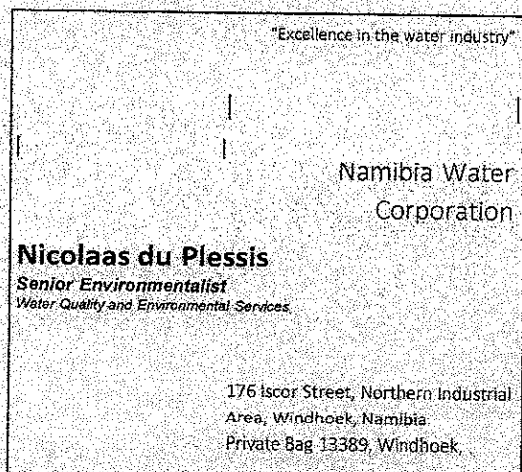 "Excellence in the water industry"
Namibia Water
Corporation
Nicolaas du Plessis
Senior Environmentalist
Water Quality and Environmental Services
176 Iscor Street, Northern Industrial
Area, Windhoek, Namibia
Private Bag 13389, Windhoek,